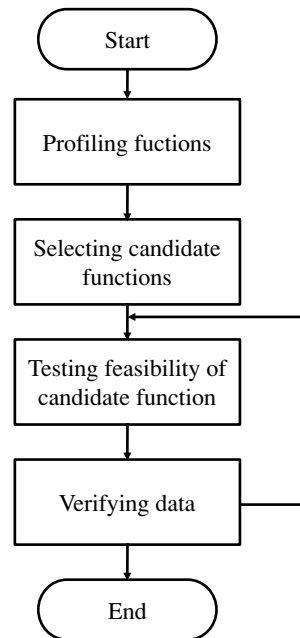 Start
Profiling fuctions
Selecting candidate
functions
Testing feasibility of
candidate function
Verifying data
End